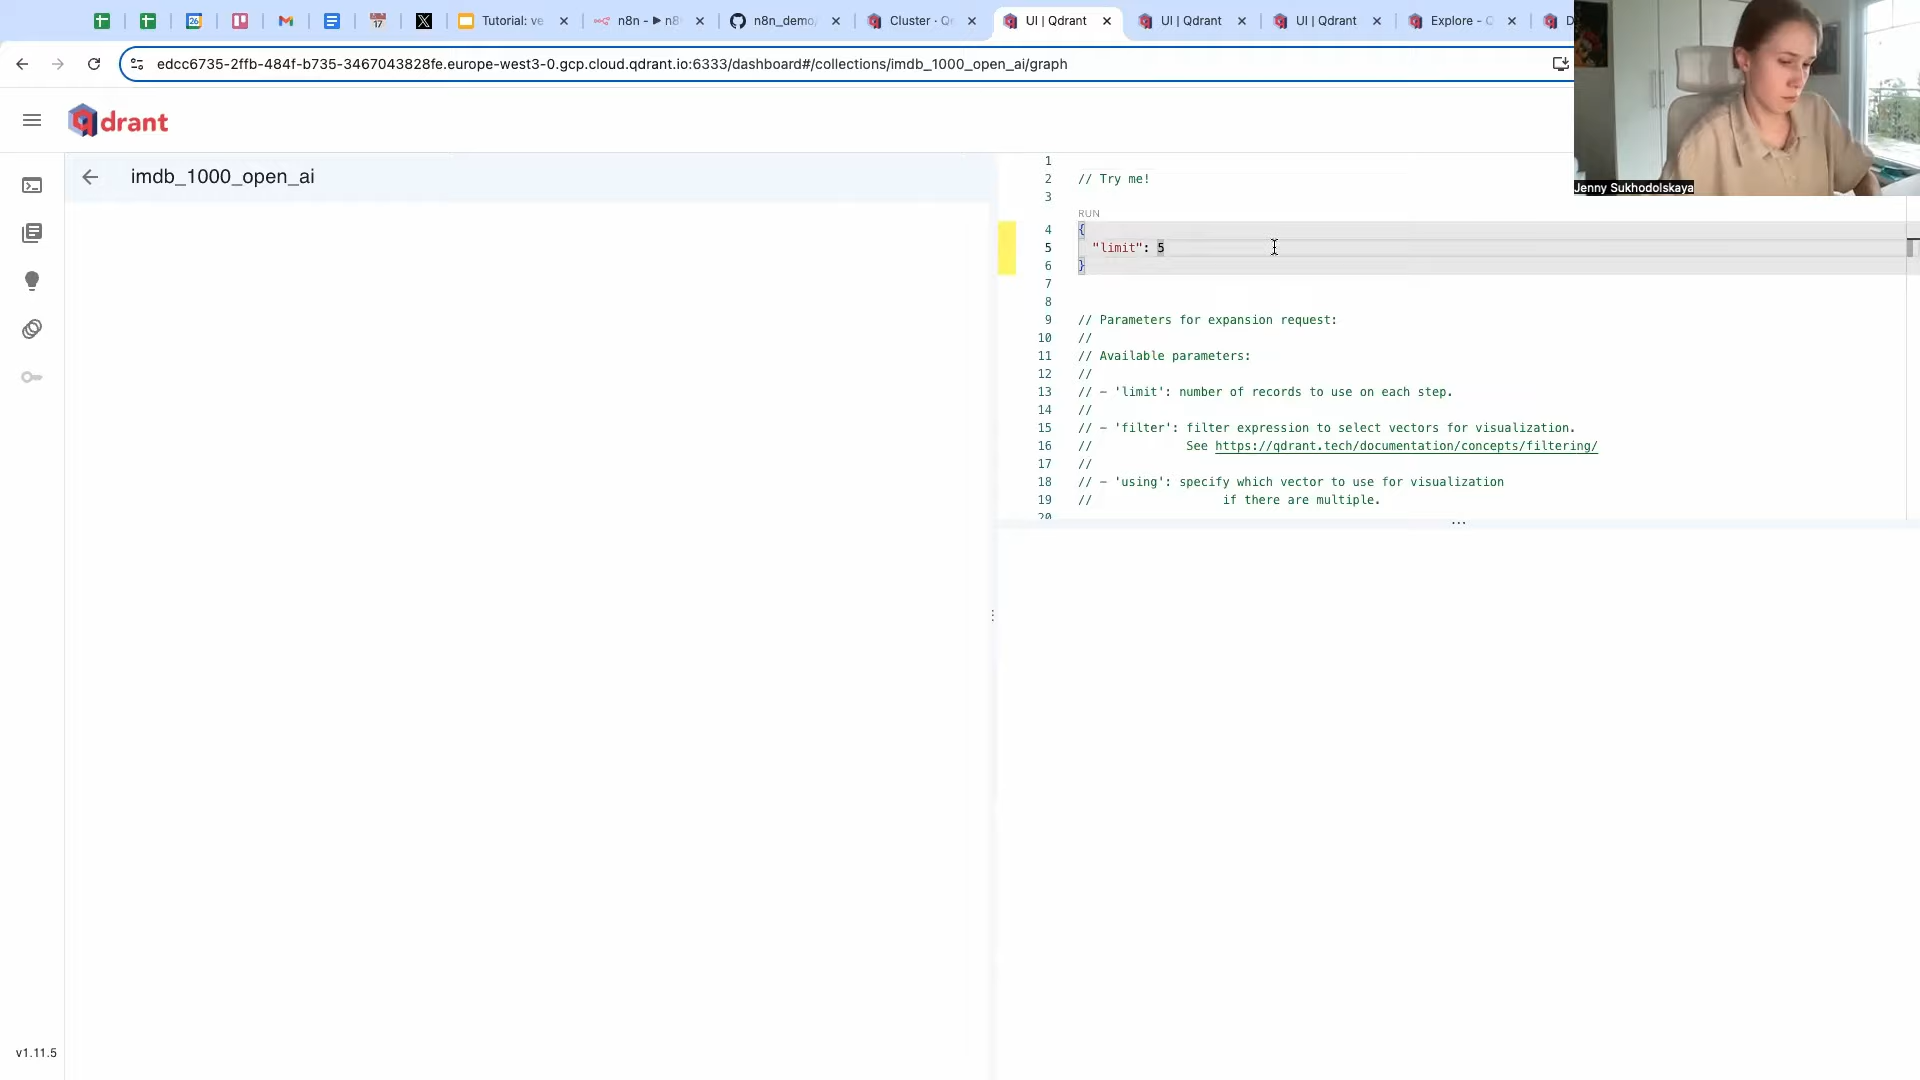 Tutorial: ve
n8n - ▶ n8
n8n_demo
Cluster · Q
UI | Qdrant
UI | Qdrant
UI | Qdrant
Explore - Q
D
edcc6735-2ffb-484f-b735-3467043828fe.europe-west3-0.gcp.cloud.qdrant.io:6333/dashboard#/collections/imdb_1000_open_ai/graph
drant
imdb_1000_open_ai
Jenny Sukhodolskaya
1
2 // Try me!
3
RUN
4 {
5 "limit": 5
6 }
7
8
9 // Parameters for expansion request:
10 //
11 // Available parameters:
12 //
13 // - 'limit': number of records to use on each step.
14 //
15 // - 'filter': filter expression to select vectors for visualization.
16 // See https://qdrant.tech/documentation/concepts/filtering/
17 //
18 // - 'using': specify which vector to use for visualization
19 // if there are multiple.
20
v1.11.5